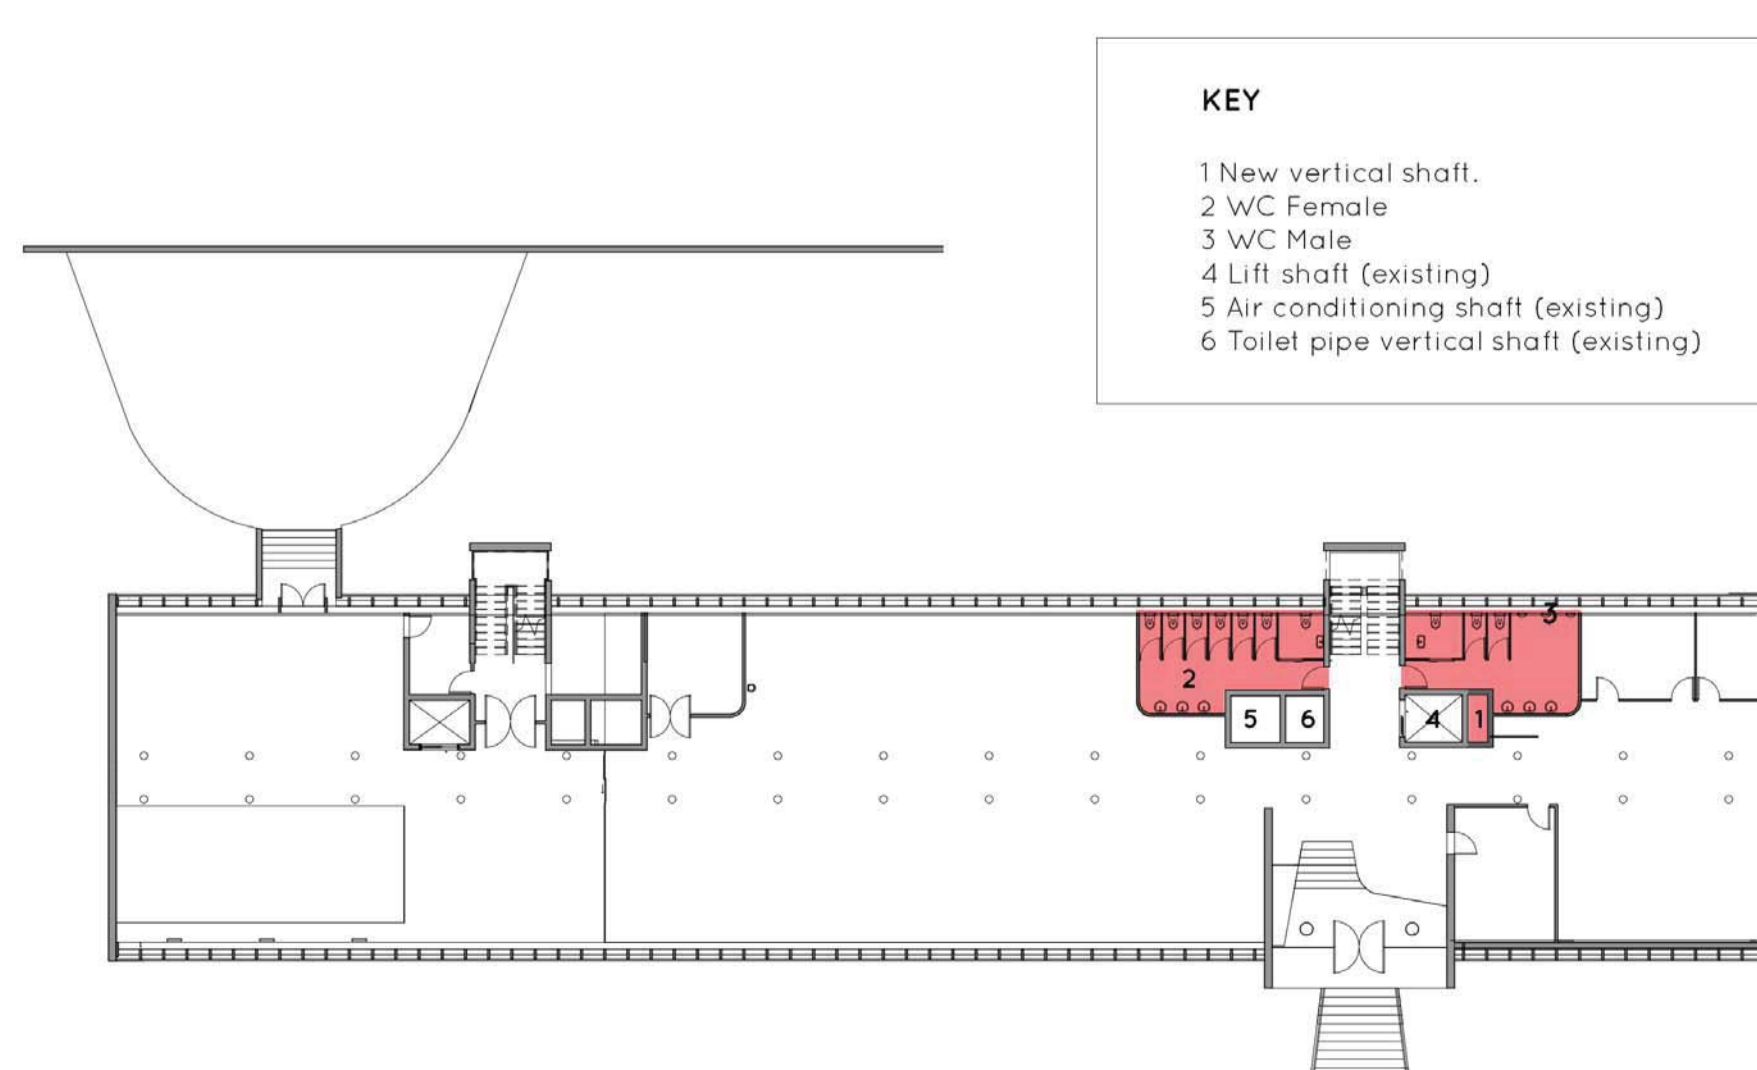 KEY
1 New vertical shaft.
2 WC Female
3 WC Male
4 Lift shaft (existing)
5 Air conditioning shaft (existing)
6 Toilet pipe vertical shaft (existing)
3
2
5
6
4
1